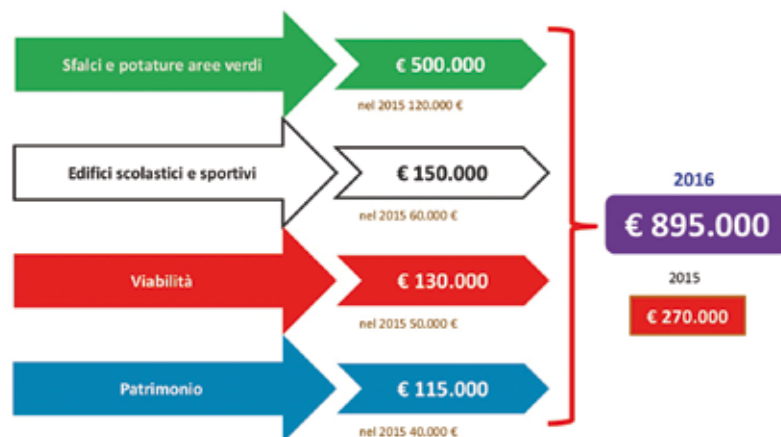 Sfalci e potature aree verdi
€ 500.000
nel 2015 120.000 €
Edifici scolastici e sportivi
€ 150.000
nel 2015 60.000 €
Viabilità
€ 130.000
nel 2015 50.000 €
Patrimonio
€ 115.000
nel 2015 40.000 €
2016
€ 895.000
2015
€ 270.000